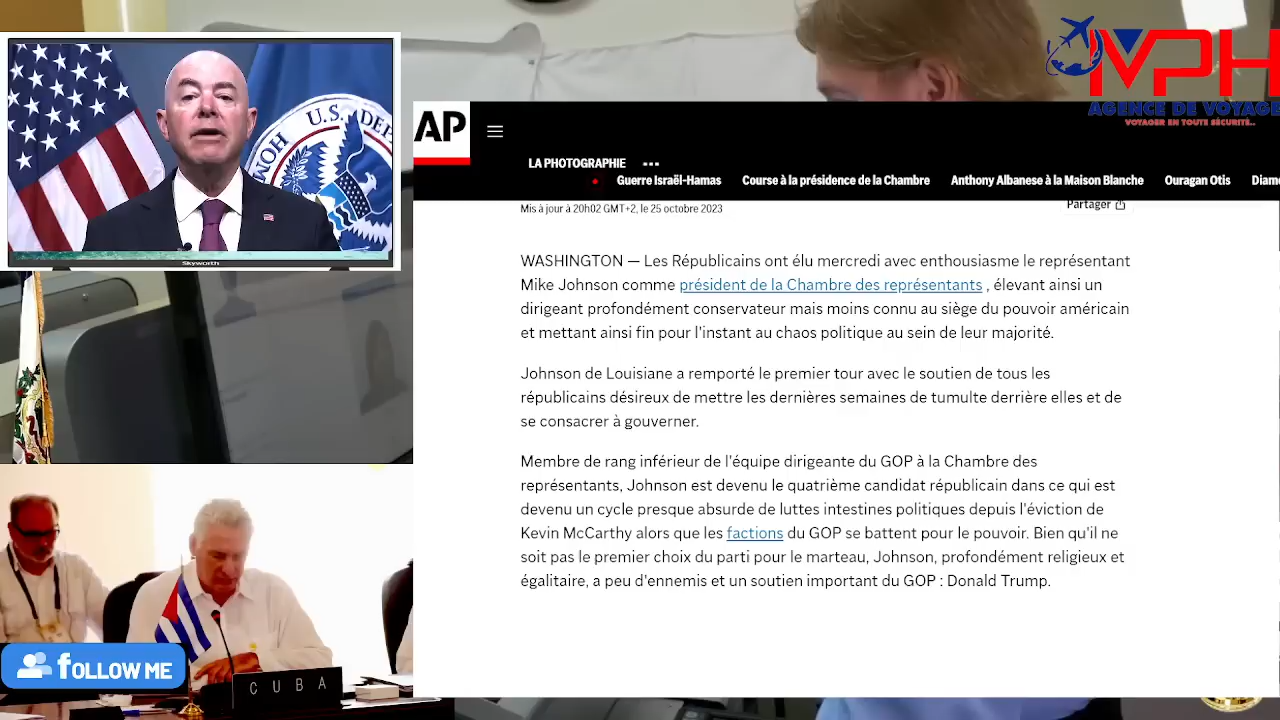 MPH
AGENCE DE VOYAGE
VOYAGER EN TOUTE SÉCURITÉ..
U.S. DE
HOM
Skyworth
AP
LA PHOTOGRAPHIE
Guerre Israël-Hamas
Course à la présidence de la Chambre
Anthony Albanese à la Maison Blanche
Ouragan Otis
Diam
Mis à jour à 20h02 GMT+2, le 25 octobre 2023
Partager
WASHINGTON — Les Républicains ont élu mercredi avec enthousiasme le représentant
Mike Johnson comme président de la Chambre des représentants , élevant ainsi un
dirigeant profondément conservateur mais moins connu au siège du pouvoir américain
et mettant ainsi fin pour l'instant au chaos politique au sein de leur majorité.
Johnson de Louisiane a remporté le premier tour avec le soutien de tous les
républicains désireux de mettre les dernières semaines de tumulte derrière elles et de
se consacrer à gouverner.
Membre de rang inférieur de l'équipe dirigeante du GOP à la Chambre des
représentants, Johnson est devenu le quatrième candidat républicain dans ce qui est
devenu un cycle presque absurde de luttes intestines politiques depuis l'éviction de
Kevin McCarthy alors que les factions du GOP se battent pour le pouvoir. Bien qu'il ne
soit pas le premier choix du parti pour le marteau, Johnson, profondément religieux et
égalitaire, a peu d'ennemis et un soutien important du GOP : Donald Trump.
fOLLOW ME
CUBA